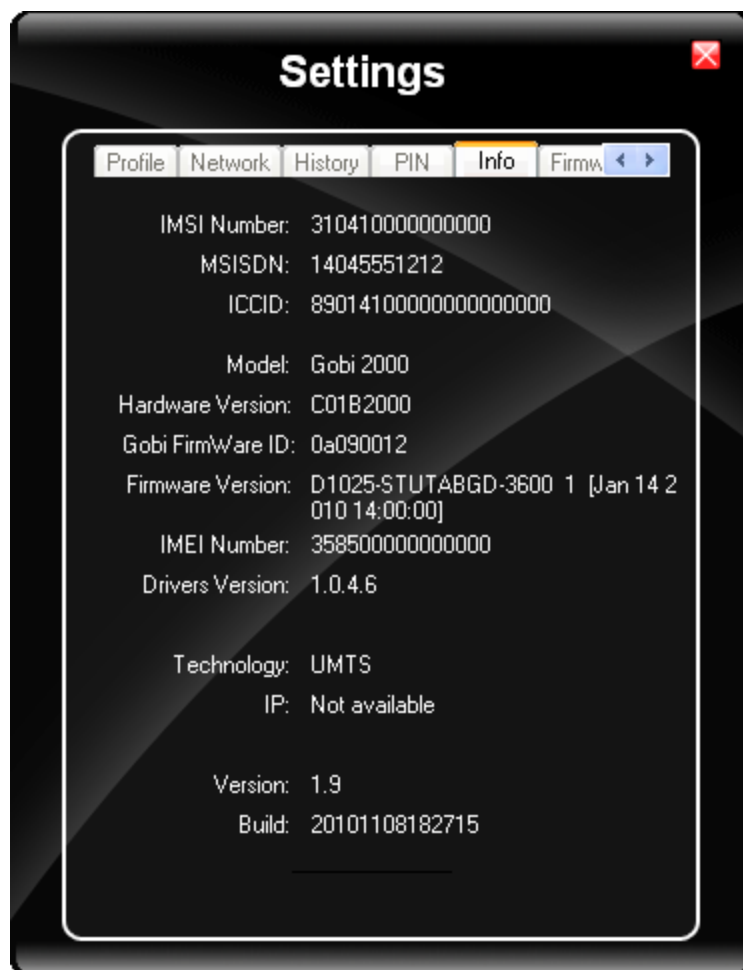 Settings
Profile Network History PIN Info Firmw
IMSI Number: 310410000000000
MSISDN: 14045551212
ICCID: 89014100000000000000
Model: Gobi 2000
Hardware Version: C01B2000
Gobi FirmWare ID: 0a090012
Firmware Version: D1025-STUTABGD-3600 1 [Jan 14 2
010 14:00:00]
IMEI Number: 358500000000000
Drivers Version: 1.0.4.6
Technology: UMTS
IP: Not available
Version: 1.9
Build: 20101108182715